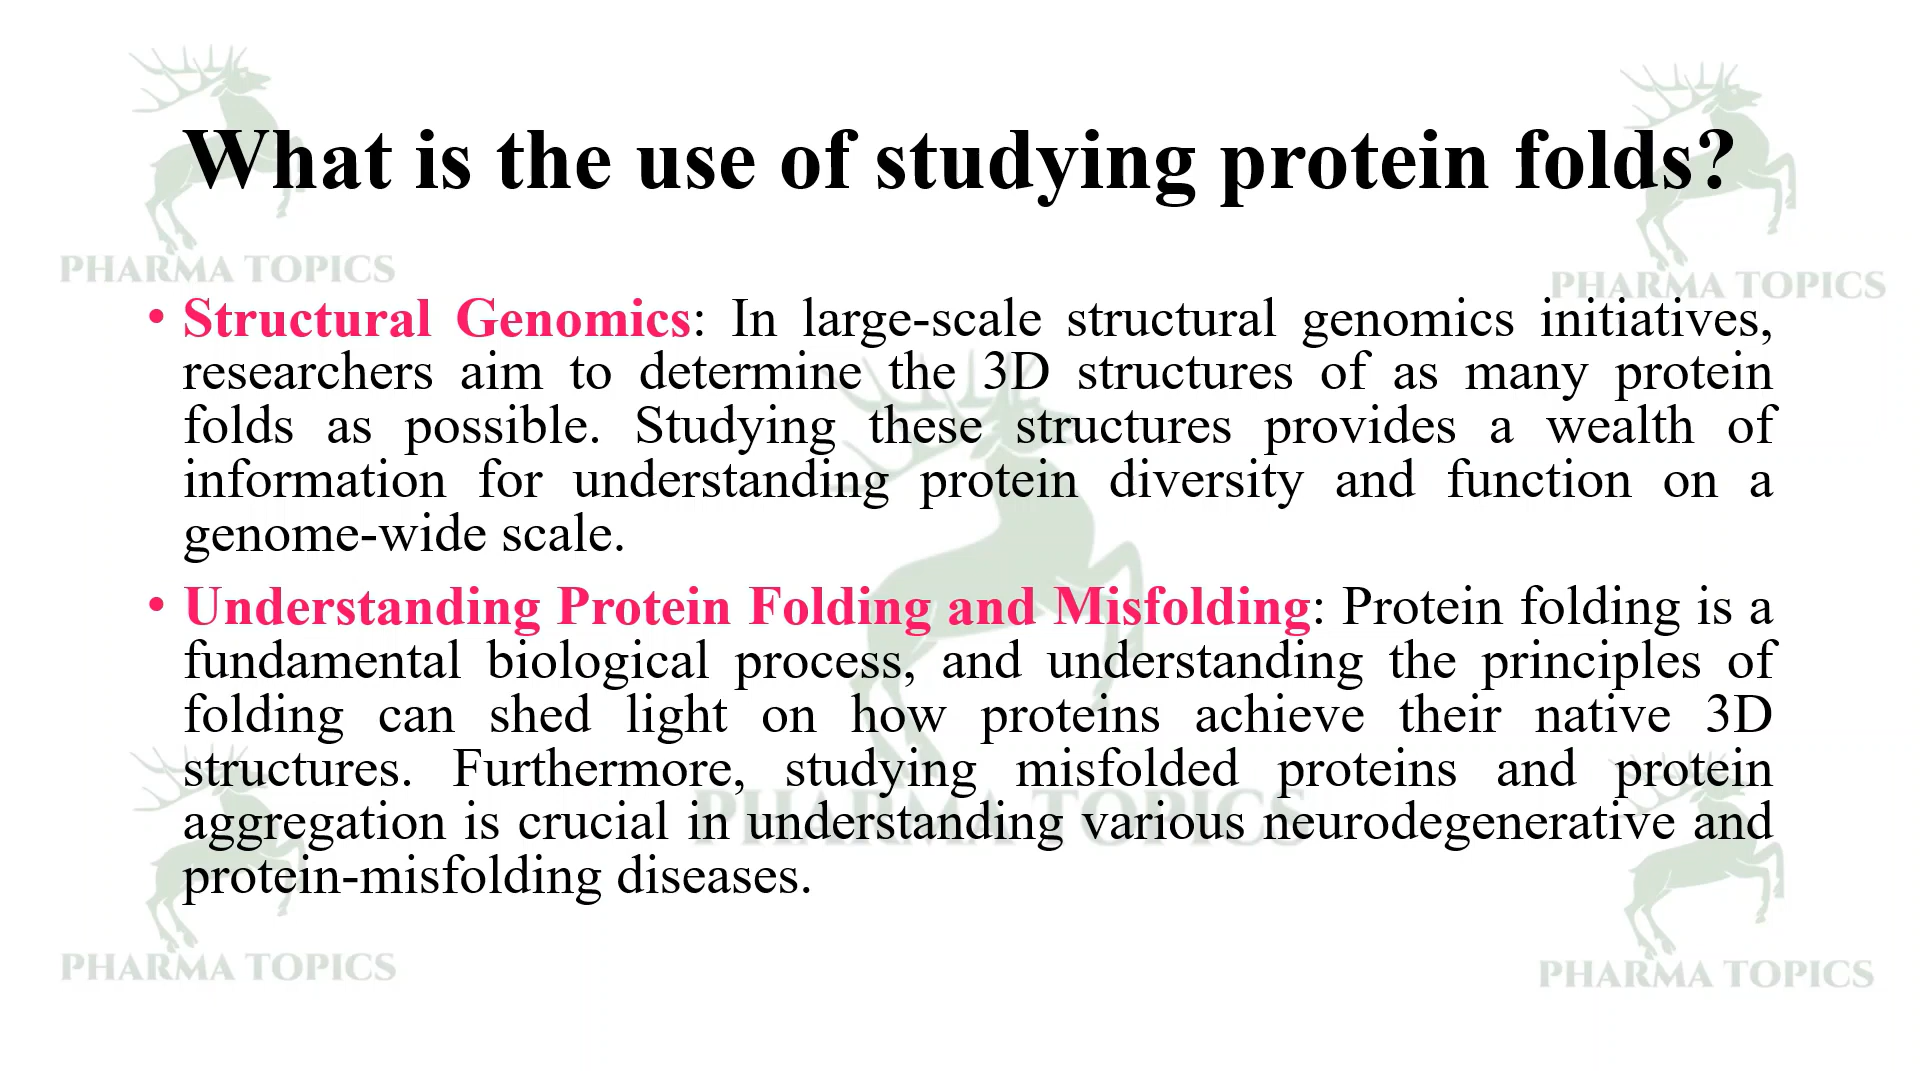 What is the use of studying protein folds?
PHARMA TOPICS
PHARMA TOPICS
• Structural Genomics: In large-scale structural genomics initiatives,
researchers aim to determine the 3D structures of as many protein
folds as possible. Studying these structures provides a wealth of
information for understanding protein diversity and function on a
genome-wide scale.
• Understanding Protein Folding and Misfolding: Protein folding is a
fundamental biological process, and understanding the principles of
folding can shed light on how proteins achieve their native 3D
structures. Furthermore, studying misfolded proteins and protein
PHARMA TOPICS
aggregation is crucial in understanding various neurodegenerative and
protein-misfolding diseases.
PHARMA TOPICS
PHARMA TOPICS